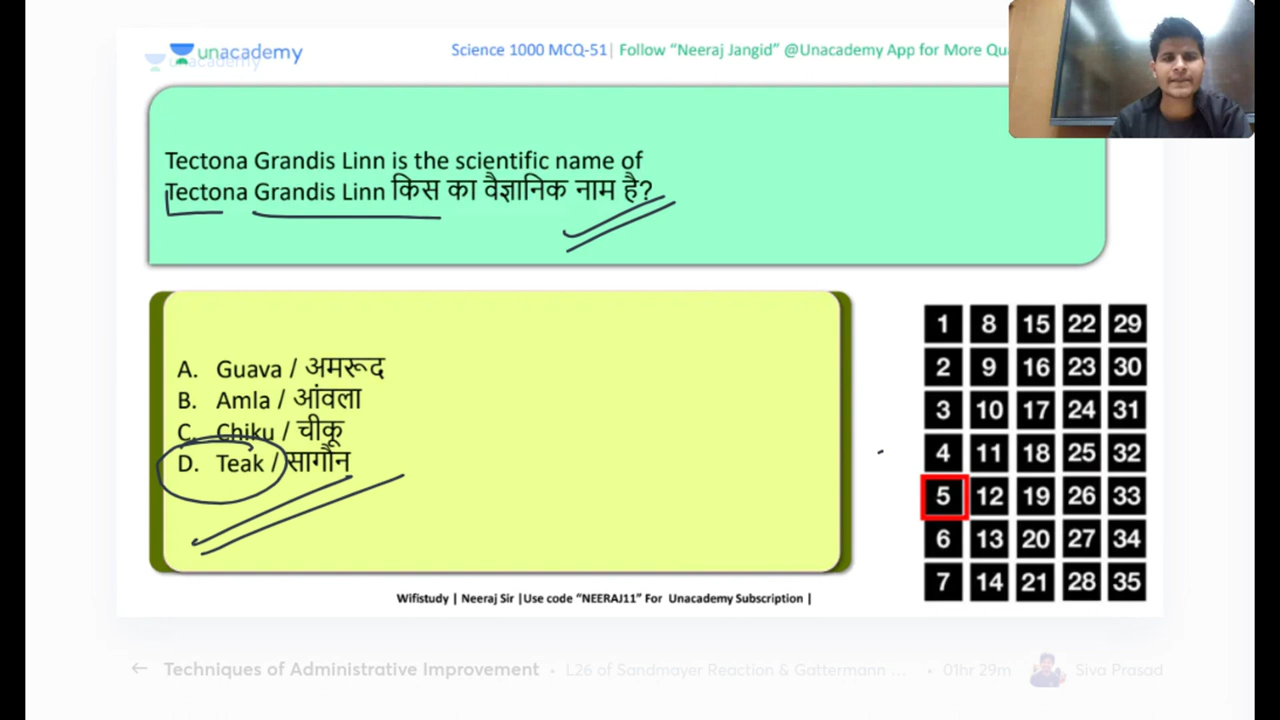 unacademy
unacademy
Science 1000 MCQ-51| Follow “Neeraj Jangid” @Unacademy App for More Qu
Tectona Grandis Linn is the scientific name of
Tectona Grandis Linn किस का वैज्ञानिक नाम है?
A. Guava / अमरूद
B. Amla / आंवला
C. Chiku / चीकू
D. Teak / सागौन
1 8 15 22 29
2 9 16 23 30
3 10 17 24 31
4 11 18 25 32
5 12 19 26 33
6 13 20 27 34
7 14 21 28 35
Wifistudy | Neeraj Sir |Use code “NEERAJ11” For Unacademy Subscription |
← Techniques of Administrative Improvement • L26 of Sandmayer Reaction & Gattermann ... • 01hr 29m Siva Prasad